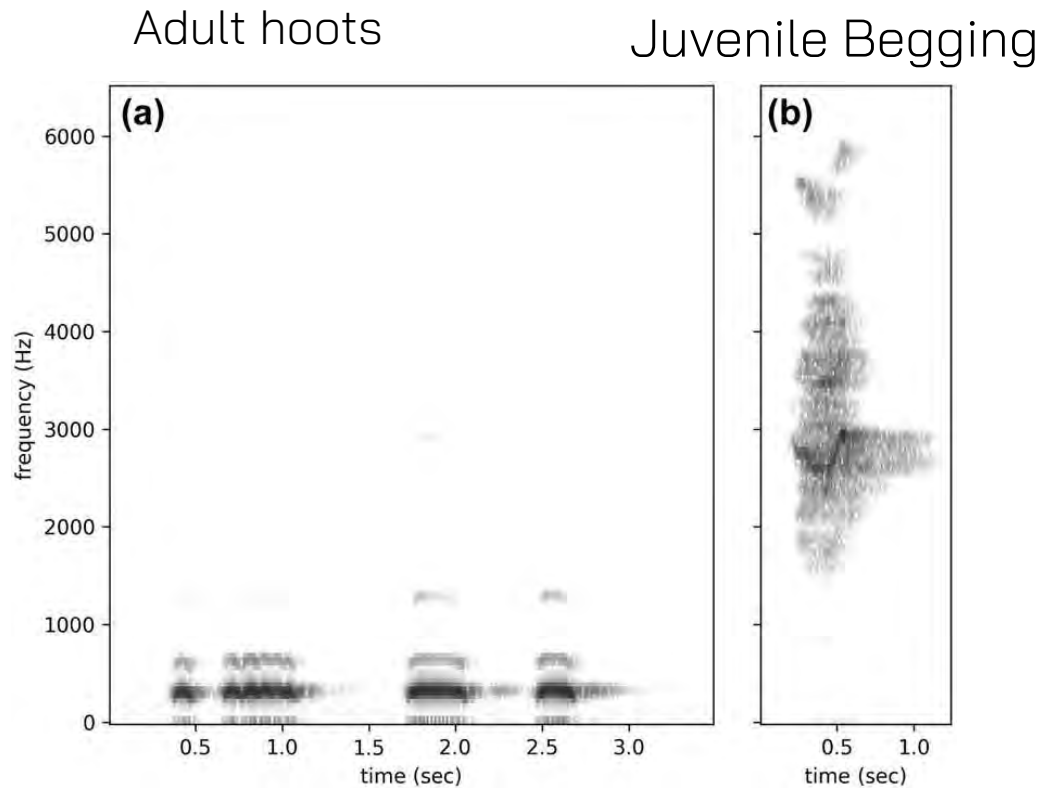 Adult hoots
Juvenile Begging
(a)
(b)
6000
5000
4000
3000
2000
1000
0
frequency (Hz)
0.5 1.0 1.5 2.0 2.5 3.0
time (sec)
0.5 1.0
time (sec)